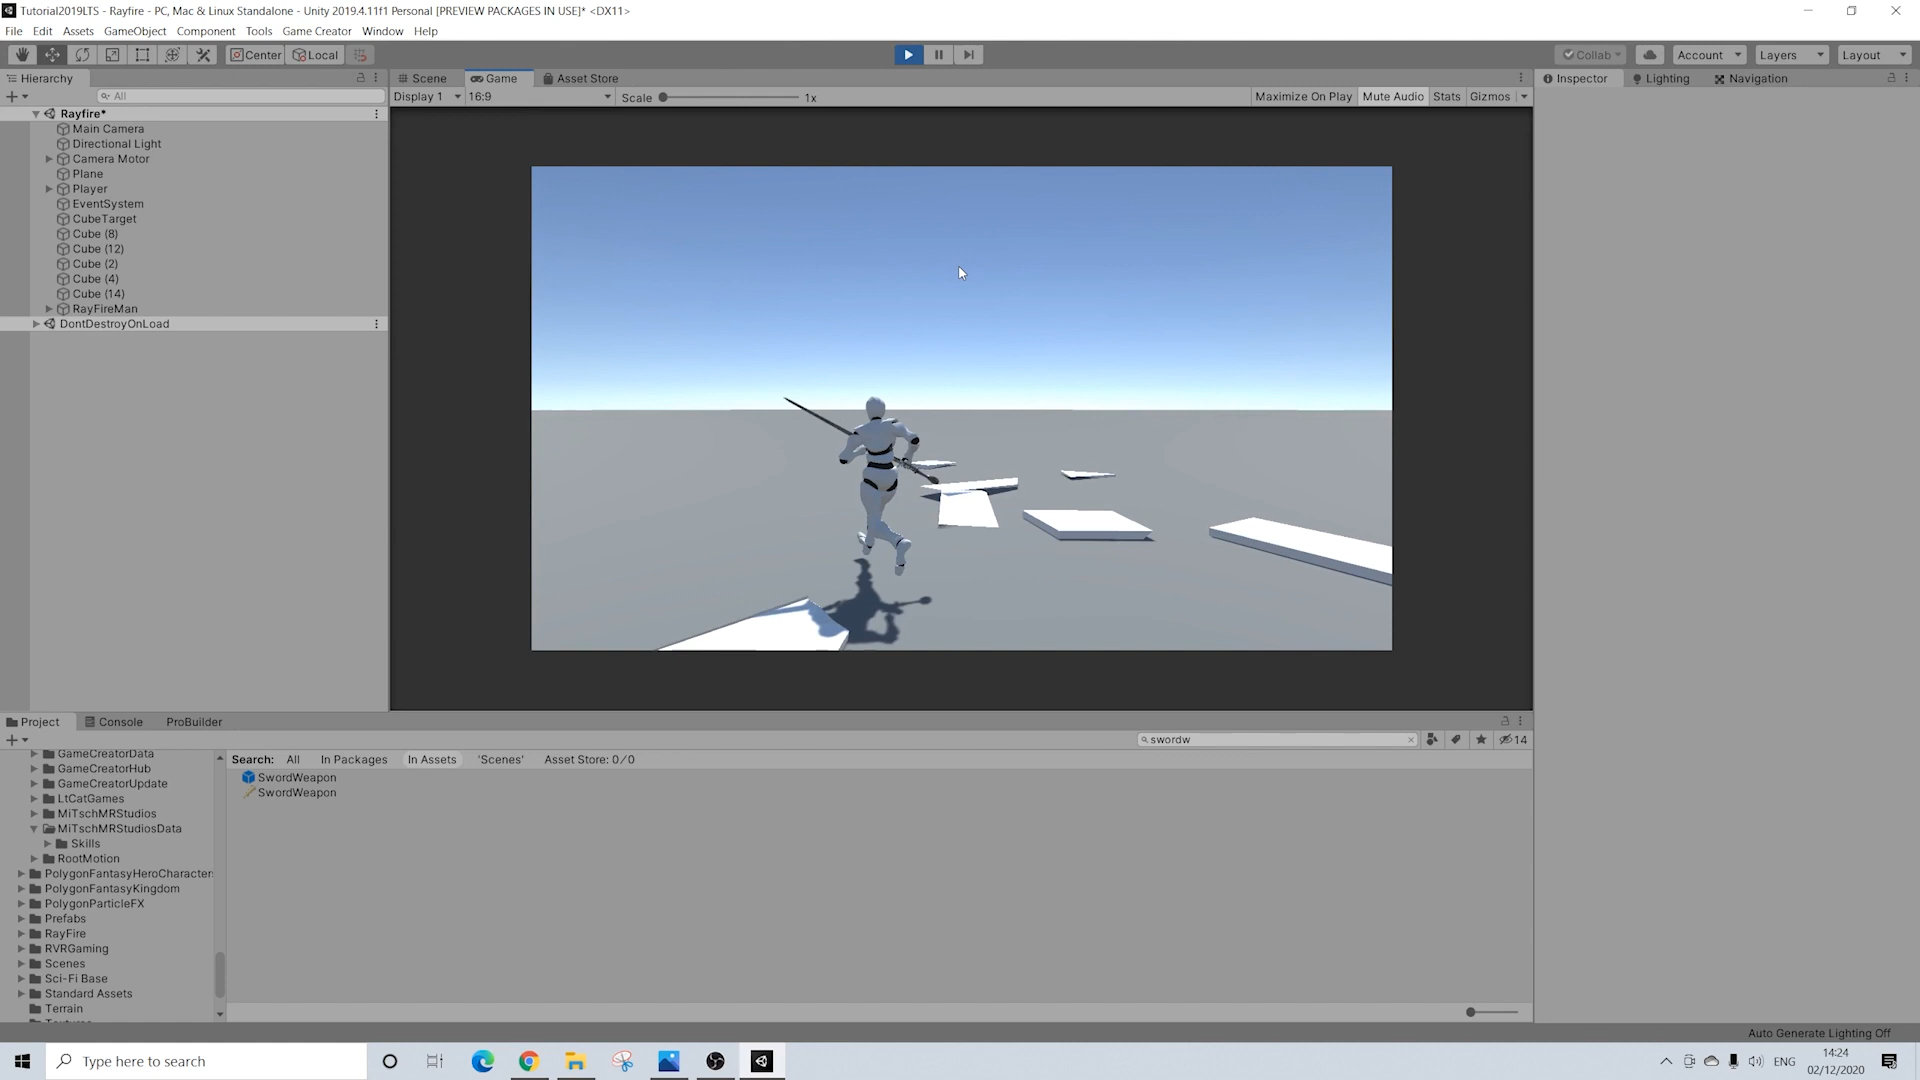 Tutorial2019LTS - Rayfire - PC, Mac & Linux Standalone - Unity 2019.4.11f1 Personal [PREVIEW PACKAGES IN USE]* <DX11>
File Edit Assets GameObject Component Tools Game Creator Window Help
Center Local Collab Account Layers Layout
Hierarchy Scene Game Asset Store Inspector Lighting Navigation
All Display 1 16:9 Scale 1x Maximize On Play Mute Audio Stats Gizmos
Rayfire*
Main Camera
Directional Light
Camera Motor
Plane
Player
EventSystem
CubeTarget
Cube (8)
Cube (12)
Cube (2)
Cube (4)
Cube (14)
RayFireMan
DontDestroyOnLoad
Project Console ProBuilder
swordw 14
Search: All In Packages In Assets 'Scenes' Asset Store: 0/0
SwordWeapon
SwordWeapon
GameCreatorData
GameCreatorHub
GameCreatorUpdate
LtCatGames
MiTschMRStudios
MiTschMRStudiosData
Skills
RootMotion
PolygonFantasyHeroCharacter
PolygonFantasyKingdom
PolygonParticleFX
Prefabs
RayFire
RVRGaming
Scenes
Sci-Fi Base
Standard Assets
Terrain
Auto Generate Lighting Off
Type here to search ENG 14:24
02/12/2020